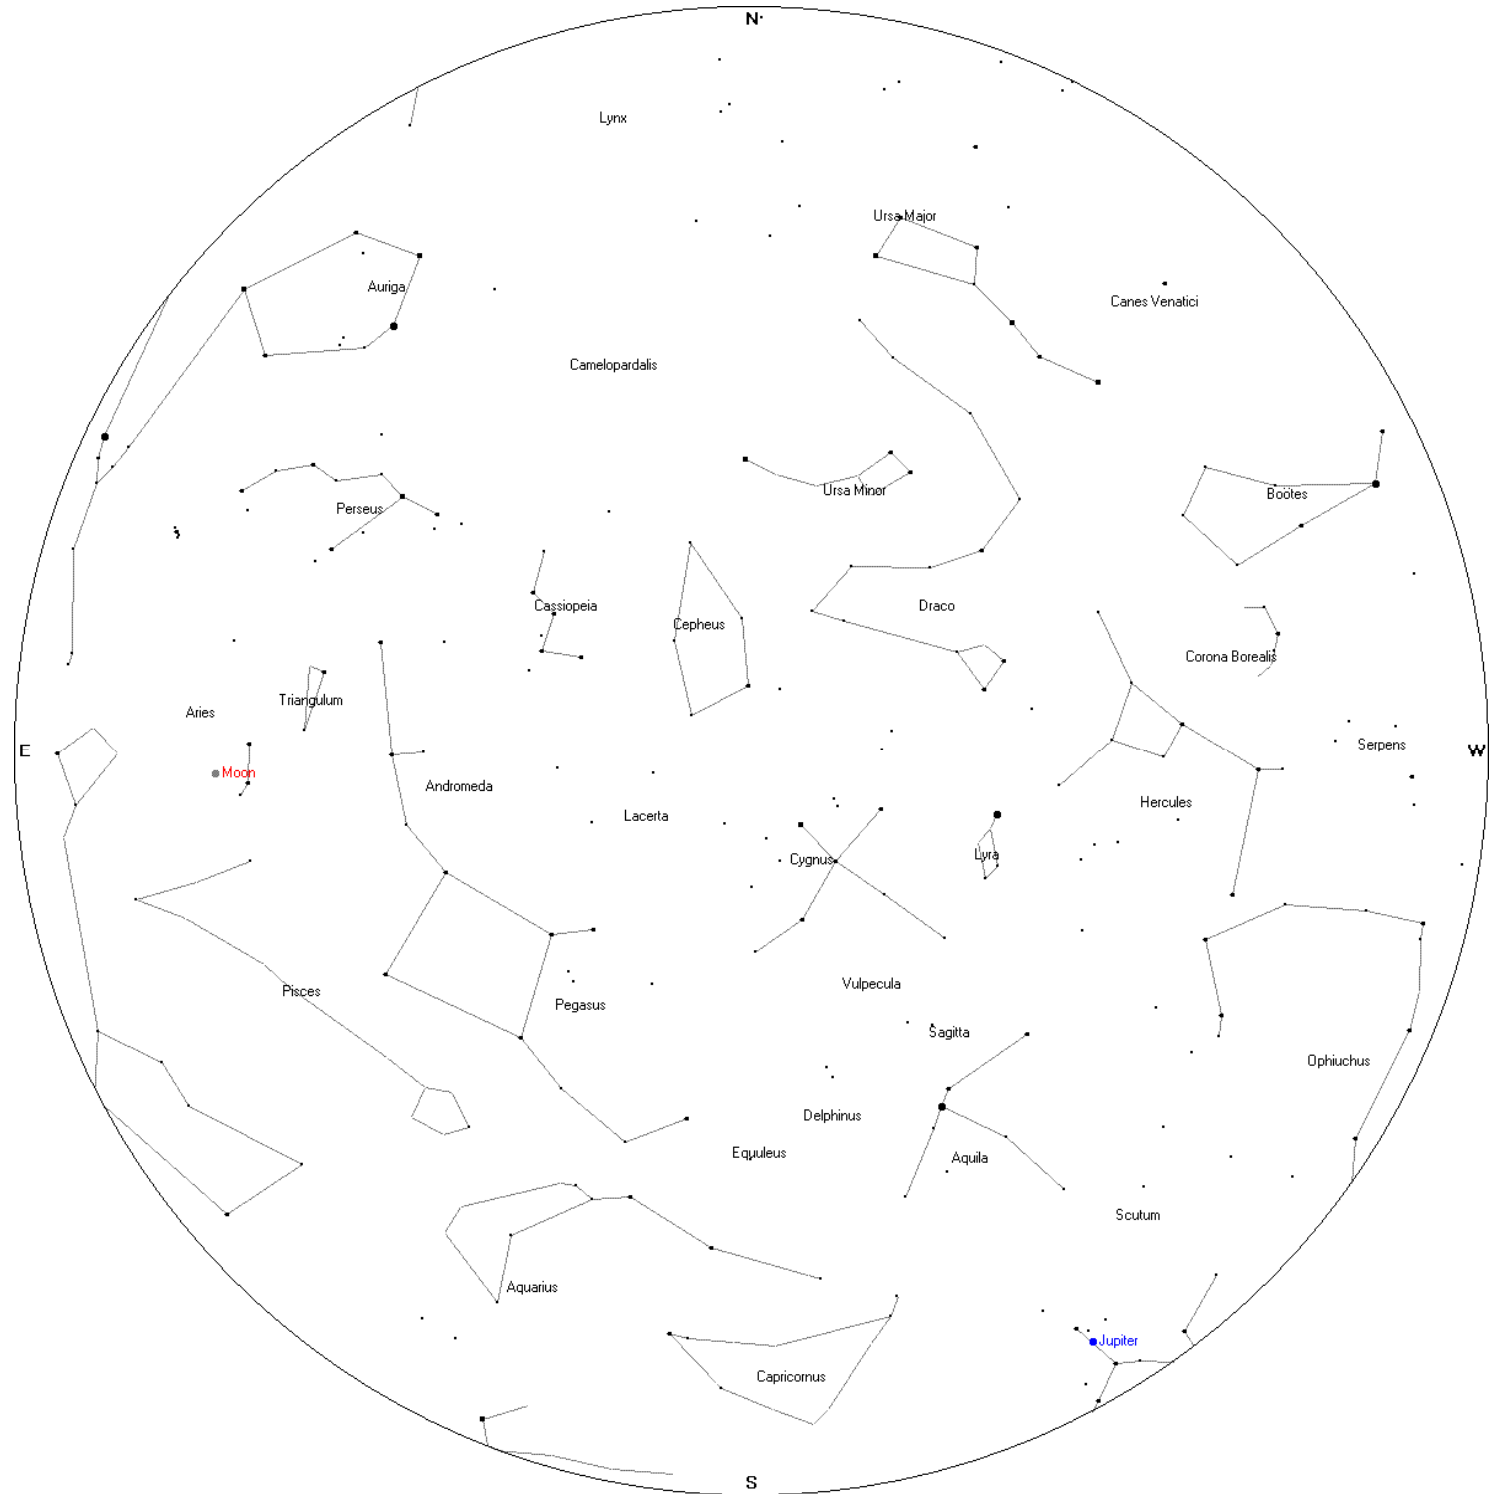 N
Lynx
Ursa Major
Auriga
Canes Venatici
Camelopardalis
Ursa Minor
Boötes
Perseus
Cassiopeia
Draco
Cepheus
Corona Borealis
Triangulum
Aries
Serpens
E
W
Moon
Andromeda
Hercules
Lacerta
Cygnus
Lyra
Vulpecula
Pisces
Pegasus
Sagitta
Ophiuchus
Delphinus
Equuleus
Aquila
Scutum
Aquarius
Jupiter
Capricornus
S